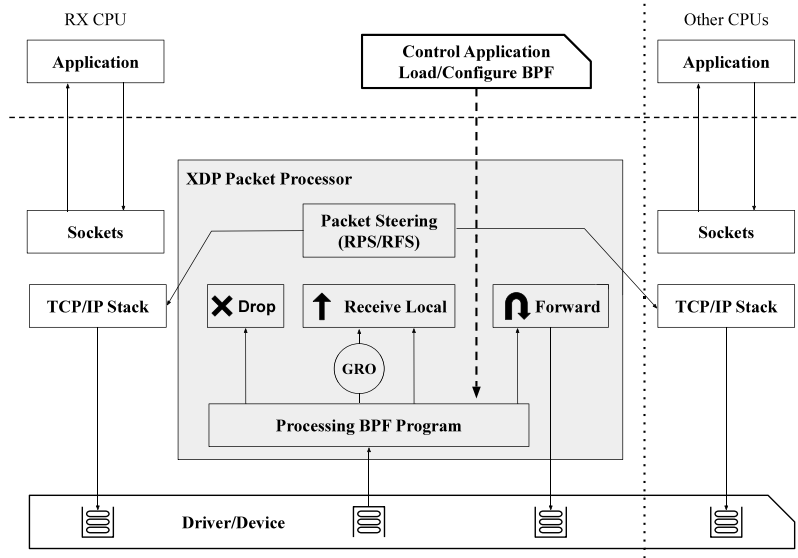 RX CPU
Other CPUs
Application
Control Application
Load/Configure BPF
Application
XDP Packet Processor
Packet Steering
(RPS/RFS)
Sockets
Sockets
TCP/IP Stack
Drop
Receive Local
Forward
TCP/IP Stack
GRO
Processing BPF Program
Driver/Device